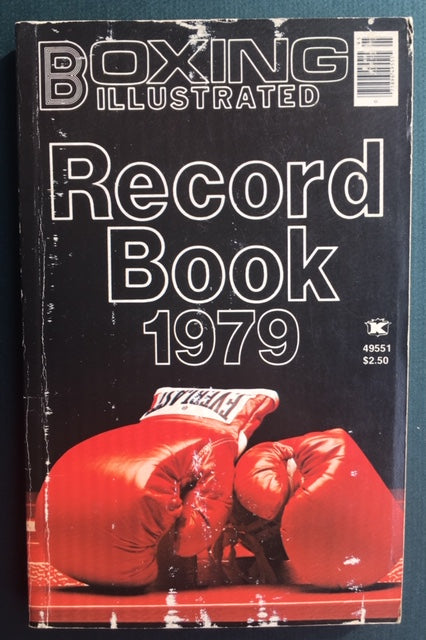 BOXING
ILLUSTRATED
Record
Book
1979
K
49551
$2.50
EVERLAST